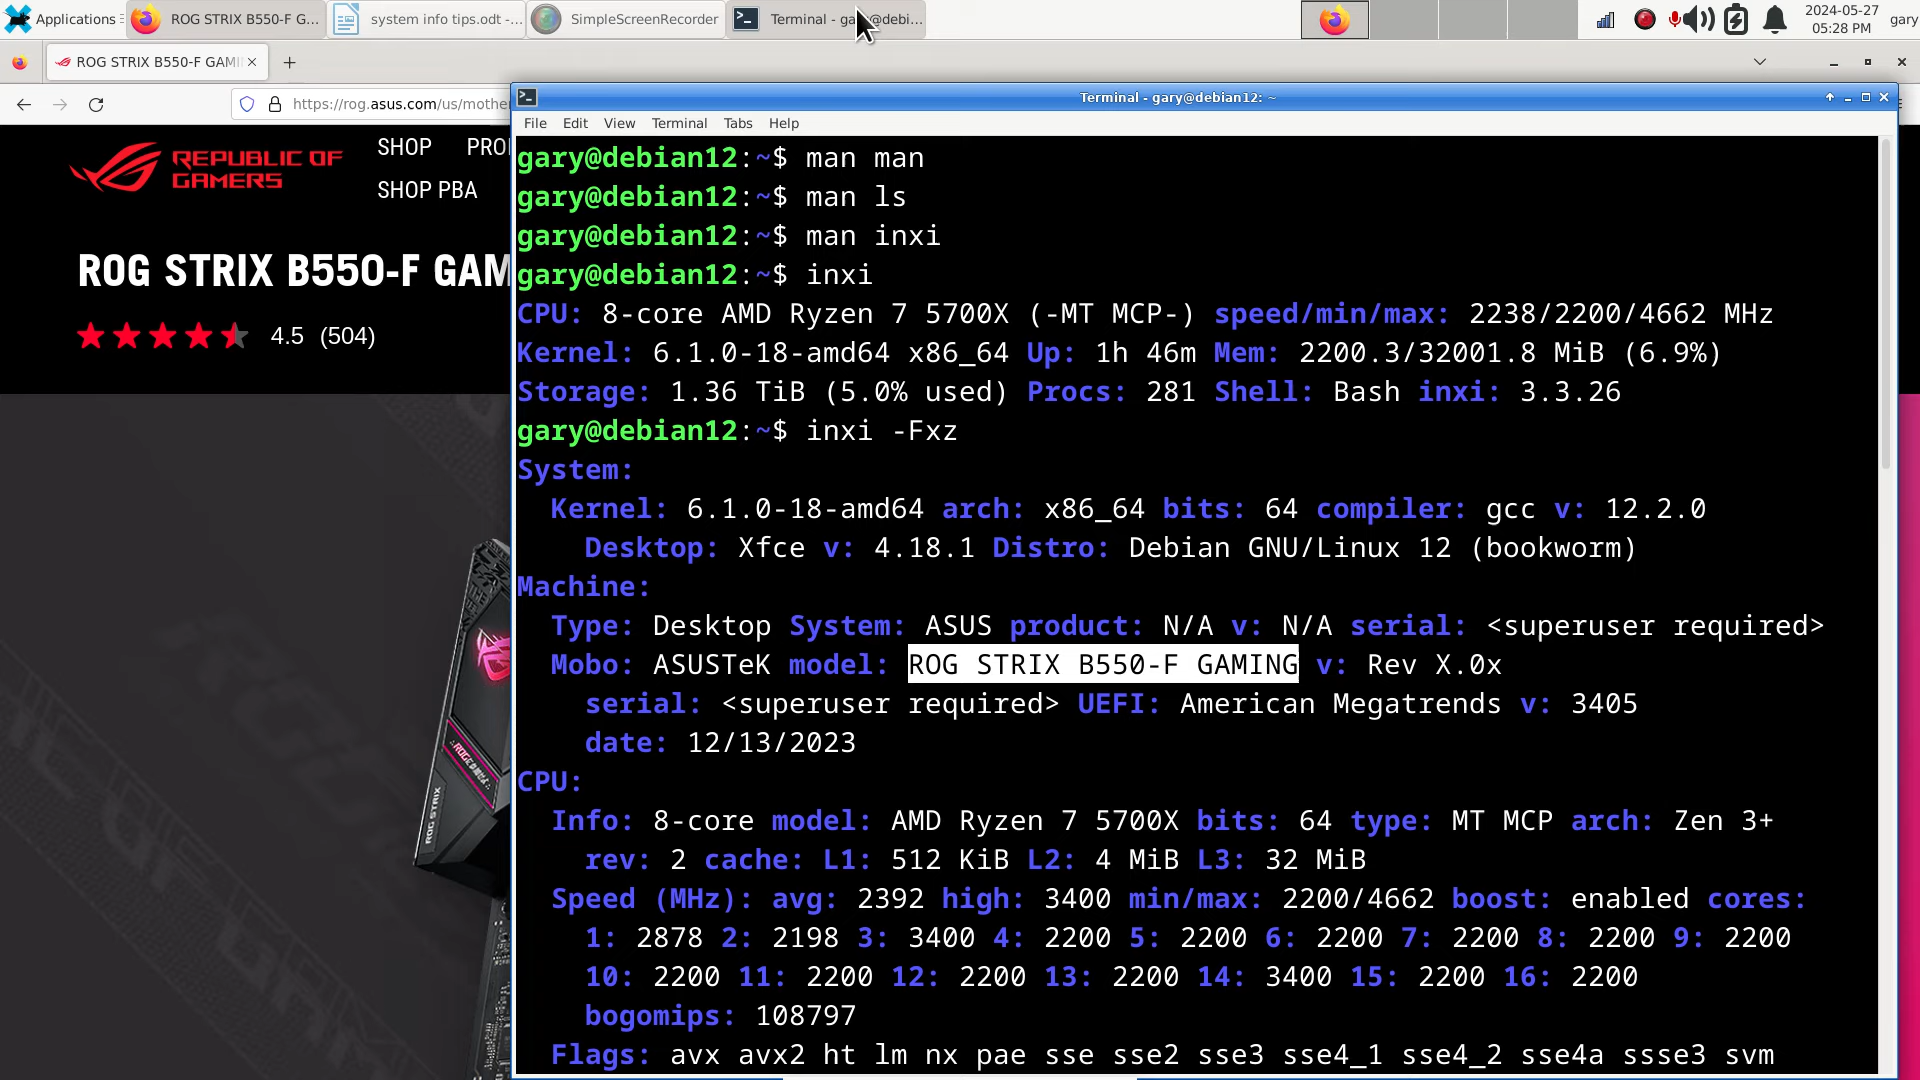 Applications
ROG STRIX B550-F G...
system info tips.odt -...
SimpleScreenRecorder
Terminal - gary@debi...
2024-05-27
05:28 PM
gary
ROG STRIX B550-F GAMI
https://rog.asus.com/us/mothe
REPUBLIC OF
GAMERS
SHOP PRO
SHOP PBA
ROG STRIX B550-F GAM
4.5 (504)
ROG STRIX
Terminal - gary@debian12: ~
File Edit View Terminal Tabs Help
gary@debian12:~$ man man
gary@debian12:~$ man ls
gary@debian12:~$ man inxi
gary@debian12:~$ inxi
CPU: 8-core AMD Ryzen 7 5700X (-MT MCP-) speed/min/max: 2238/2200/4662 MHz
Kernel: 6.1.0-18-amd64 x86_64 Up: 1h 46m Mem: 2200.3/32001.8 MiB (6.9%)
Storage: 1.36 TiB (5.0% used) Procs: 281 Shell: Bash inxi: 3.3.26
gary@debian12:~$ inxi -Fxz
System:
Kernel: 6.1.0-18-amd64 arch: x86_64 bits: 64 compiler: gcc v: 12.2.0
Desktop: Xfce v: 4.18.1 Distro: Debian GNU/Linux 12 (bookworm)
Machine:
Type: Desktop System: ASUS product: N/A v: N/A serial: <superuser required>
Mobo: ASUSTeK model: ROG STRIX B550-F GAMING v: Rev X.0x
serial: <superuser required> UEFI: American Megatrends v: 3405
date: 12/13/2023
CPU:
Info: 8-core model: AMD Ryzen 7 5700X bits: 64 type: MT MCP arch: Zen 3+
rev: 2 cache: L1: 512 KiB L2: 4 MiB L3: 32 MiB
Speed (MHz): avg: 2392 high: 3400 min/max: 2200/4662 boost: enabled cores:
1: 2878 2: 2198 3: 3400 4: 2200 5: 2200 6: 2200 7: 2200 8: 2200 9: 2200
10: 2200 11: 2200 12: 2200 13: 2200 14: 3400 15: 2200 16: 2200
bogomips: 108797
Flags: avx avx2 ht lm nx pae sse sse2 sse3 sse4_1 sse4_2 sse4a ssse3 svm